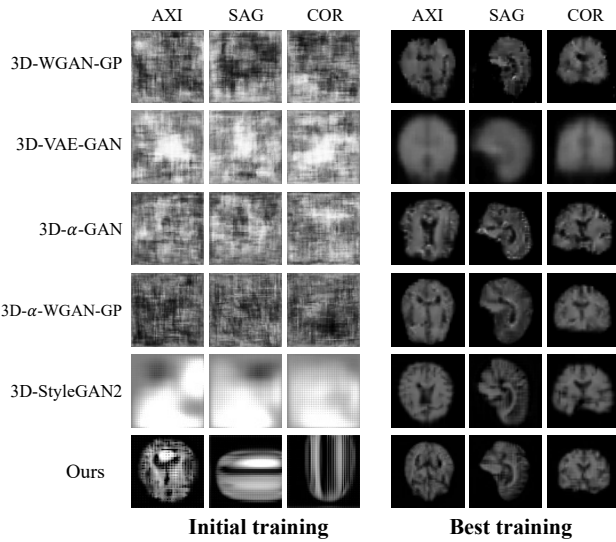 AXI SAG COR AXI SAG COR
3D-WGAN-GP
3D-VAE-GAN
3D-α-GAN
3D-α-WGAN-GP
3D-StyleGAN2
Ours
Initial training Best training